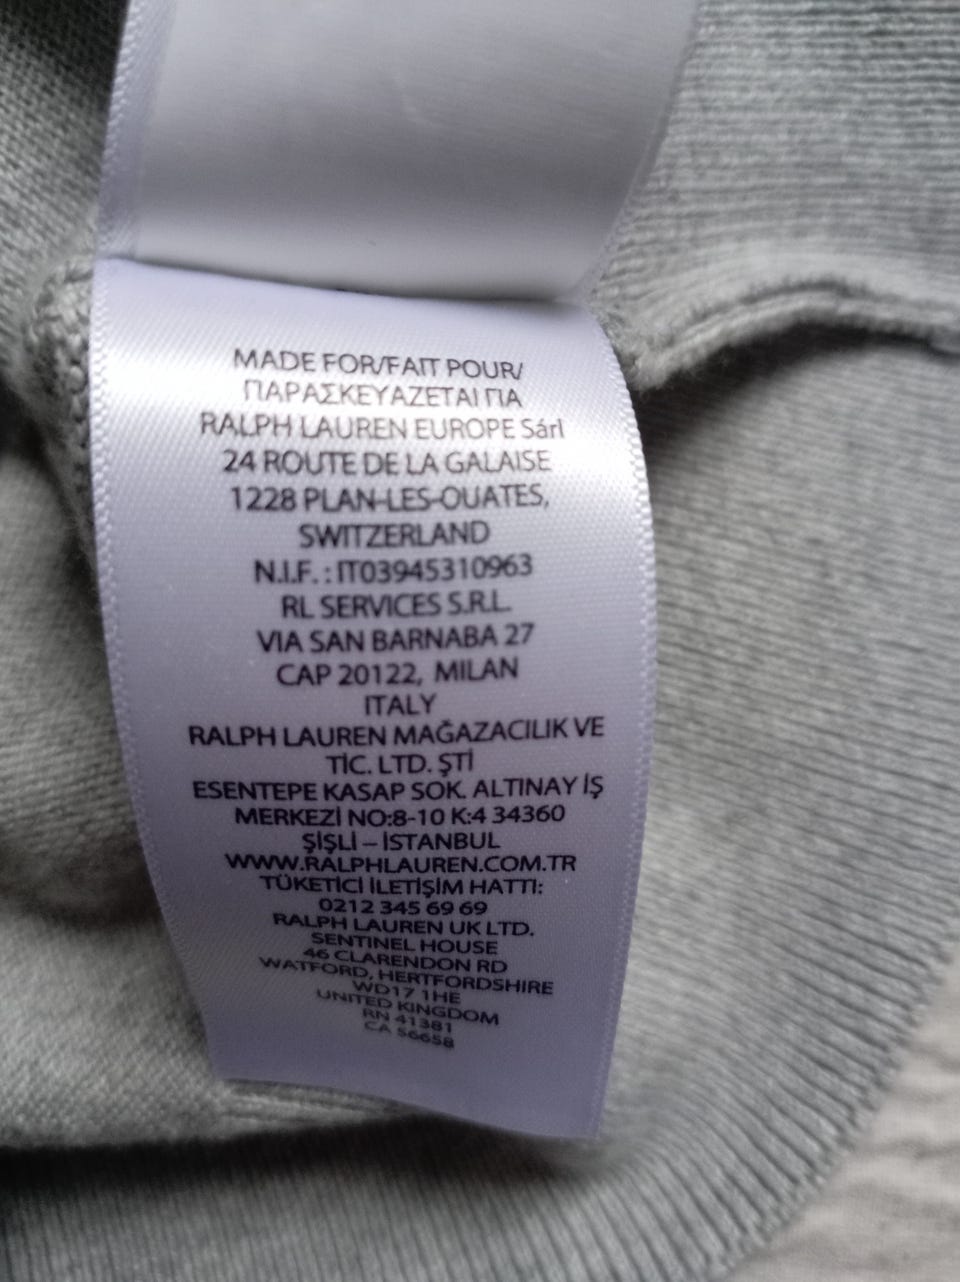 MADE FOR/FAIT POUR/
ΠΑΡΑΣΚΕΥΑΖΕΤΑΙ ΓΙΑ
RALPH LAUREN EUROPE Sárl
24 ROUTE DE LA GALAISE
1228 PLAN-LES-OUATES,
SWITZERLAND
N.I.F. : IT03945310963
RL SERVICES S.R.L.
VIA SAN BARNABA 27
CAP 20122, MILAN
ITALY
RALPH LAUREN MAĞAZACILIK VE
TİC. LTD. ŞTİ
ESENTEPE KASAP SOK. ALTINAY İŞ
MERKEZİ NO:8-10 K:4 34360
ŞİŞLİ – İSTANBUL
WWW.RALPHLAUREN.COM.TR
TÜKETİCİ İLETİŞİM HATTI:
0212 345 69 69
RALPH LAUREN UK LTD.
SENTINEL HOUSE
46 CLARENDON RD
WATFORD, HERTFORDSHIRE
WD17 1HE
UNITED KINGDOM
RN 41381
CA 56658